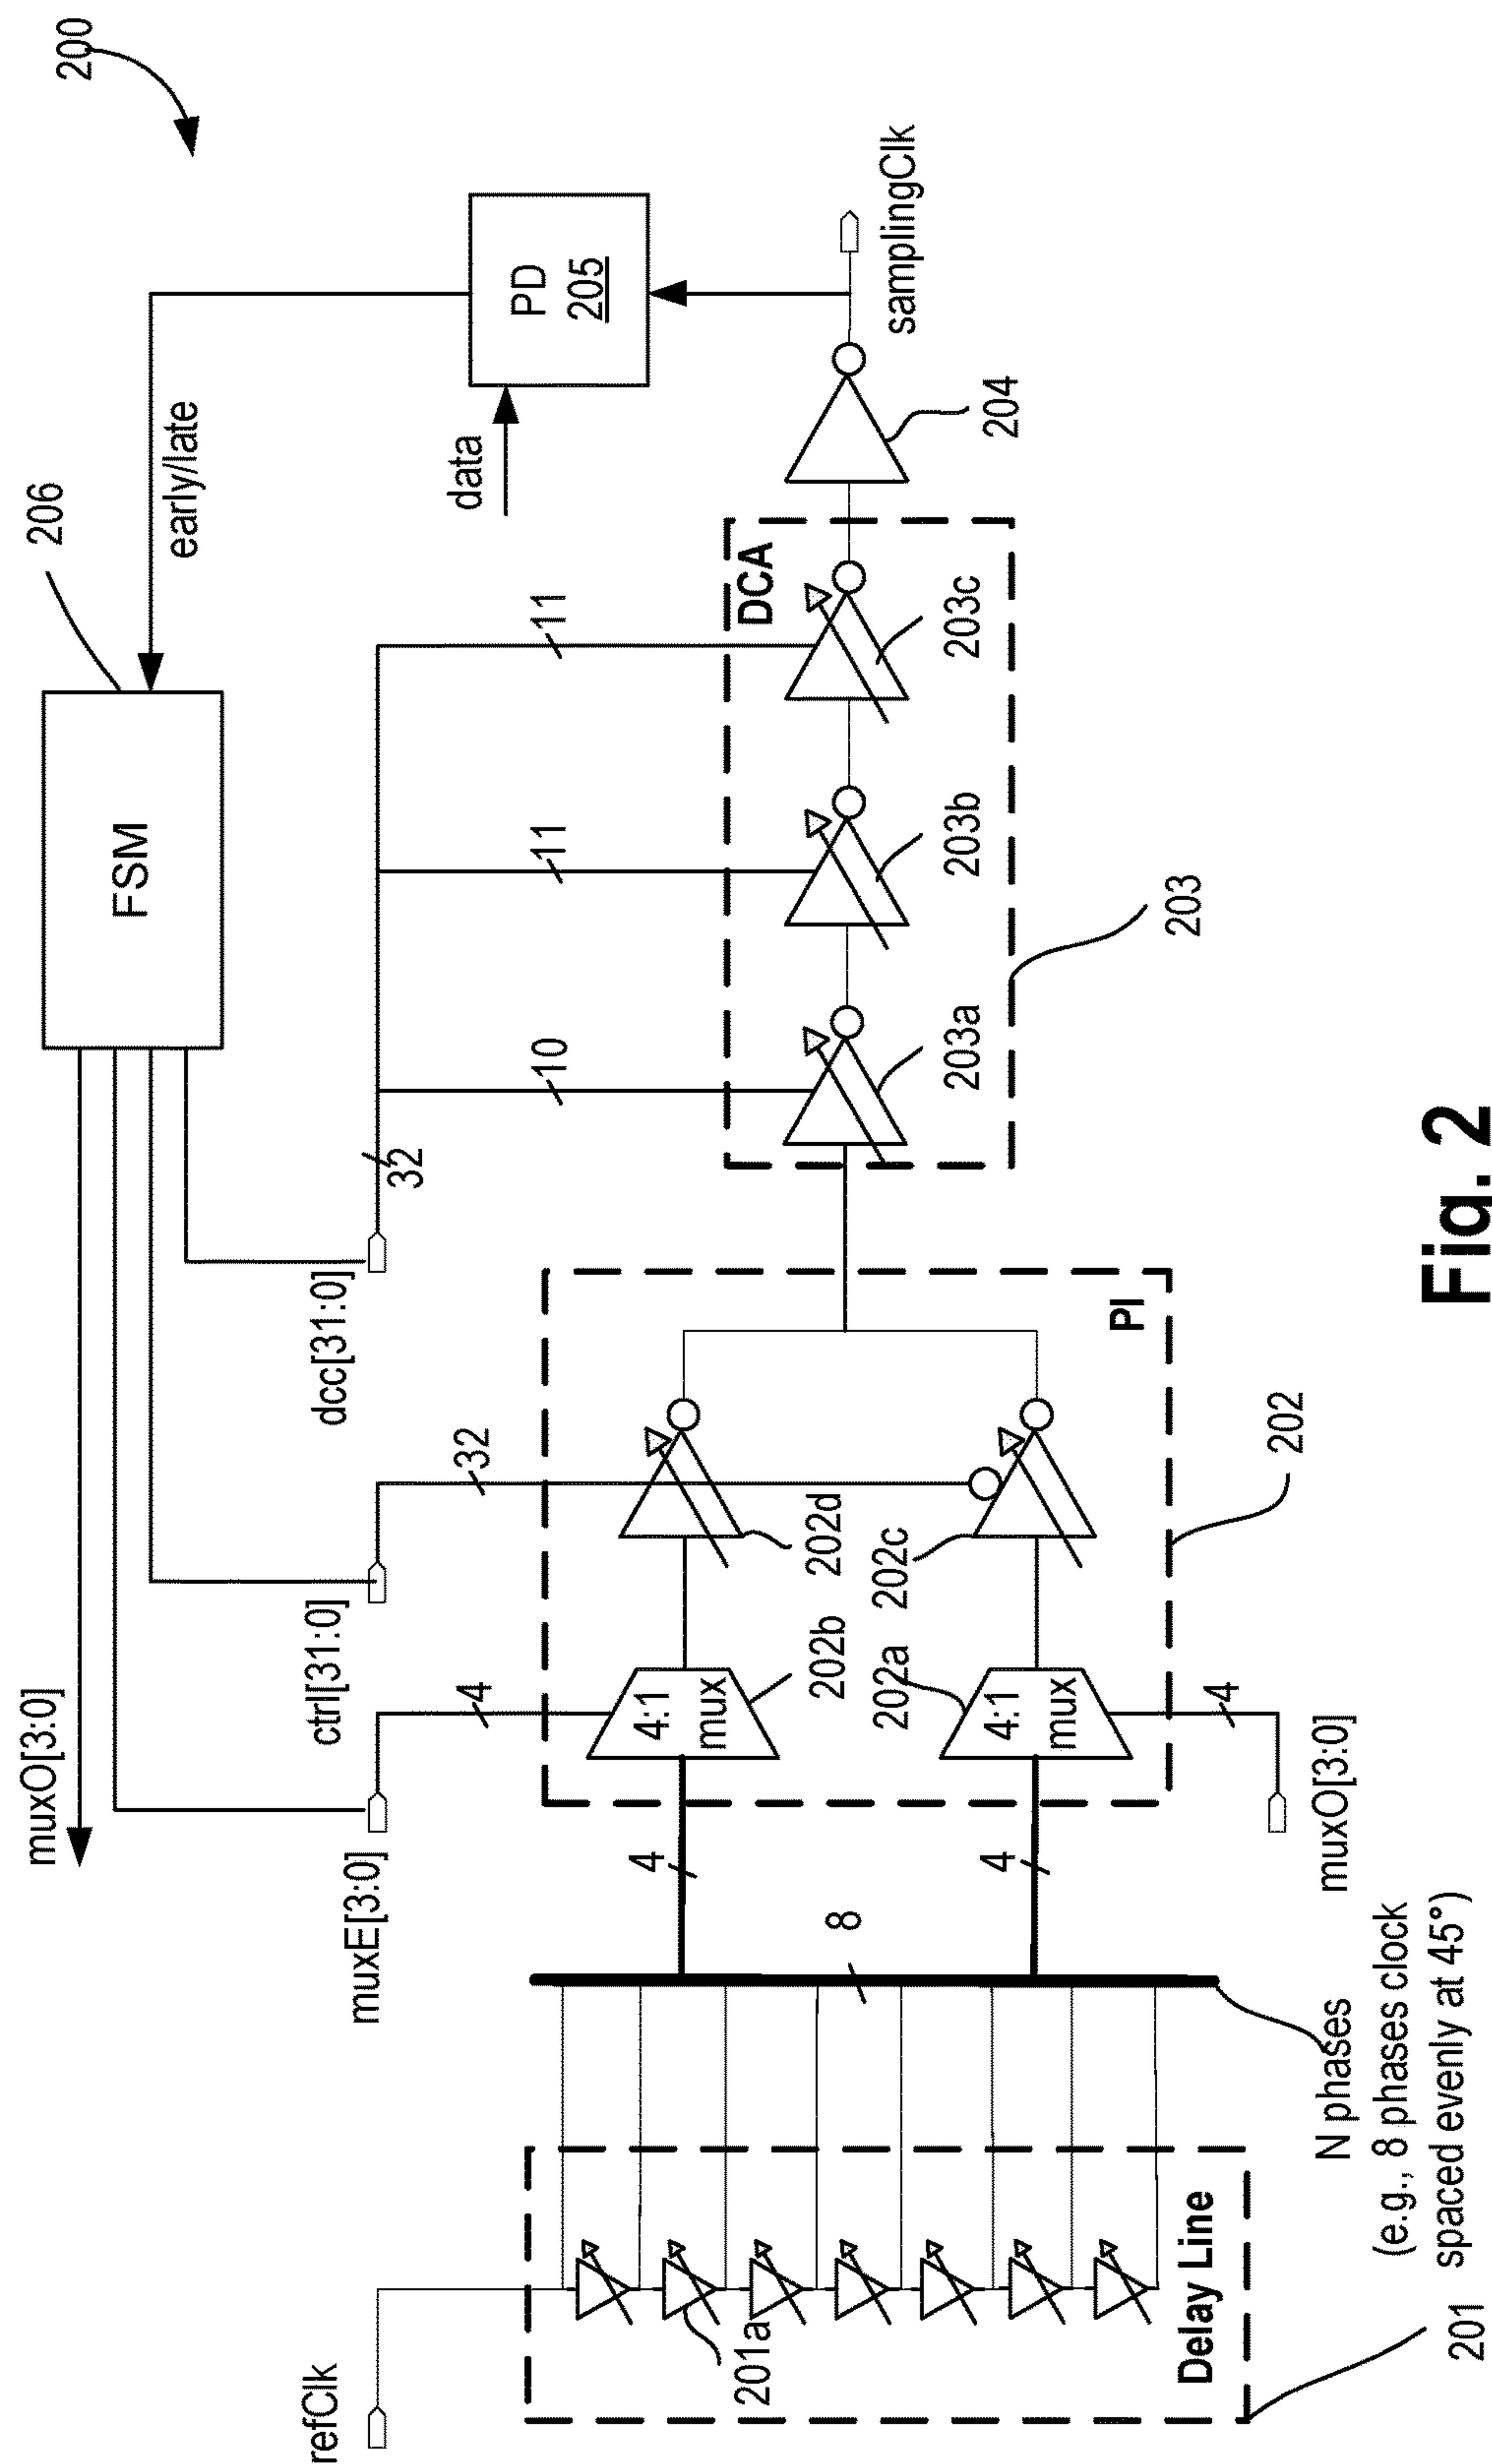 200
muxO[3:0]
FSM
206
early/late
muxE[3:0]
ctrl[31:0]
dcc[31:0]
refClk
4
32
32
10
11
11
data
PD
205
samplingClk
4:1
mux
202b
202d
4:1
mux
202a
202c
4
4
8
4
muxO[3:0]
PI
202
DCA
203a
203b
203c
203
204
201a
Delay Line
201
N phases
(e.g., 8 phases clock
spaced evenly at 45°)
Fig. 2